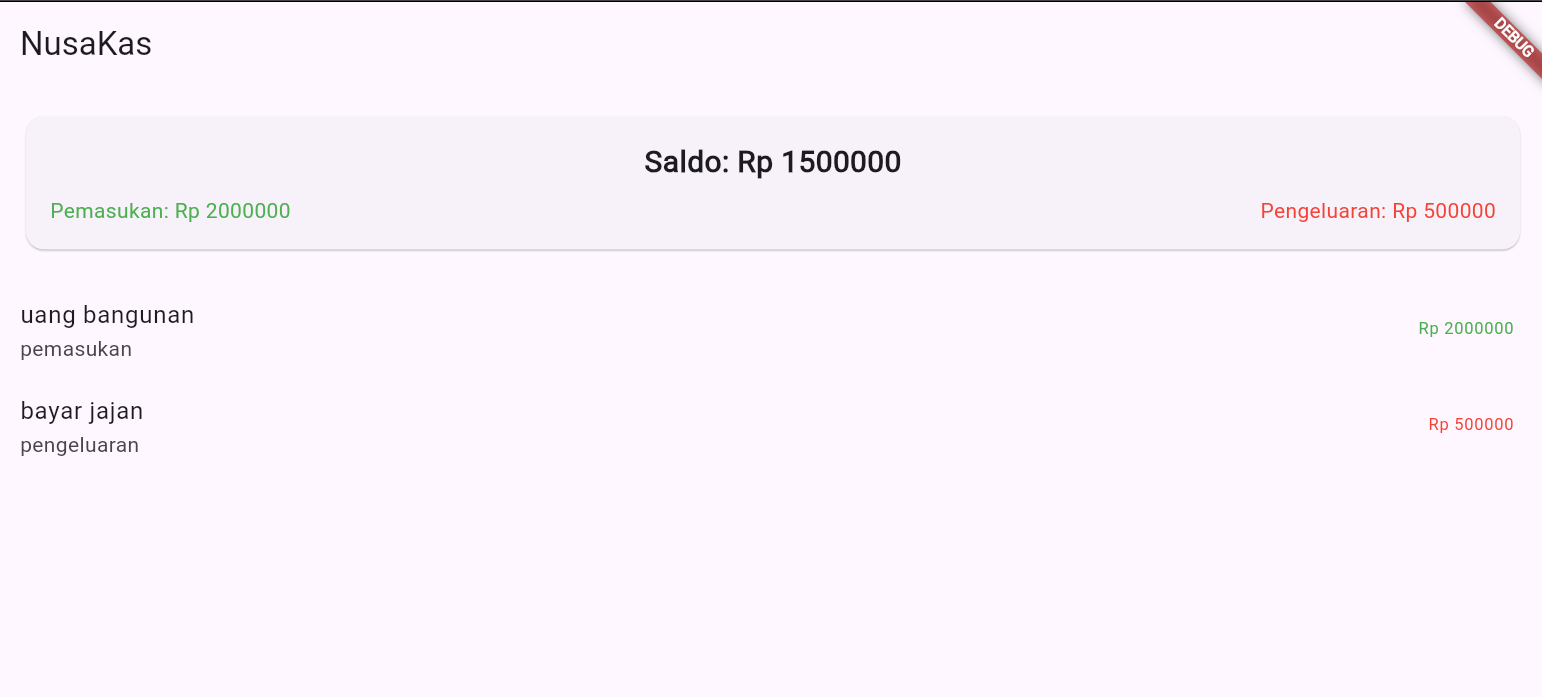 NusaKas
DEBUG
Saldo: Rp 1500000
Pemasukan: Rp 2000000
Pengeluaran: Rp 500000
uang bangunan
pemasukan
Rp 2000000
bayar jajan
pengeluaran
Rp 500000